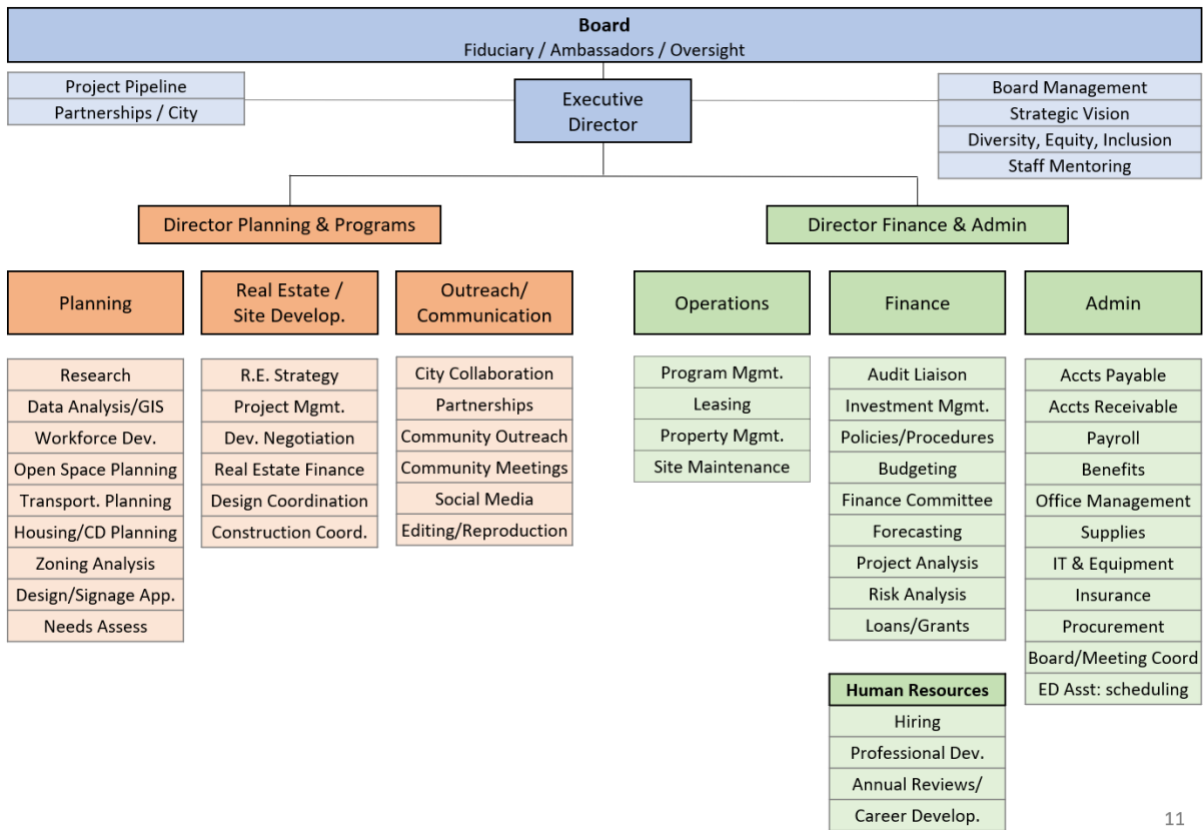 Board
Fiduciary / Ambassadors / Oversight
Project Pipeline
Partnerships / City
Executive
Director
Board Management
Strategic Vision
Diversity, Equity, Inclusion
Staff Mentoring
Director Planning & Programs
Director Finance & Admin
Planning
Research
Data Analysis/GIS
Workforce Dev.
Open Space Planning
Transport. Planning
Housing/CD Planning
Zoning Analysis
Design/Signage App.
Needs Assess
Real Estate /
Site Develop.
R.E. Strategy
Project Mgmt.
Dev. Negotiation
Real Estate Finance
Design Coordination
Construction Coord.
Outreach/
Communication
City Collaboration
Partnerships
Community Outreach
Community Meetings
Social Media
Editing/Reproduction
Operations
Program Mgmt.
Leasing
Property Mgmt.
Site Maintenance
Finance
Audit Liaison
Investment Mgmt.
Policies/Procedures
Budgeting
Finance Committee
Forecasting
Project Analysis
Risk Analysis
Loans/Grants
Human Resources
Hiring
Professional Dev.
Annual Reviews/
Career Develop.
Admin
Accts Payable
Accts Receivable
Payroll
Benefits
Office Management
Supplies
IT & Equipment
Insurance
Procurement
Board/Meeting Coord
ED Asst: scheduling
11